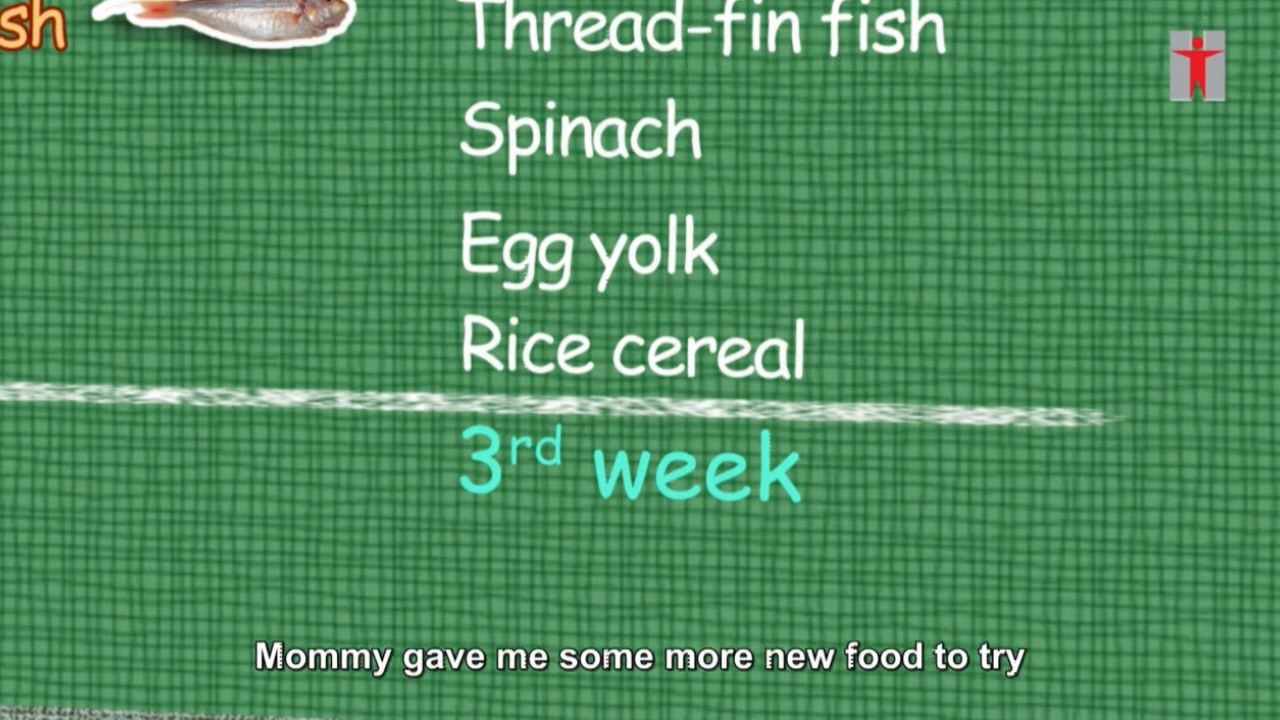 sh
Thread-fin fish
Spinach
Egg yolk
Rice cereal
3rd week
Mommy gave me some more new food to try